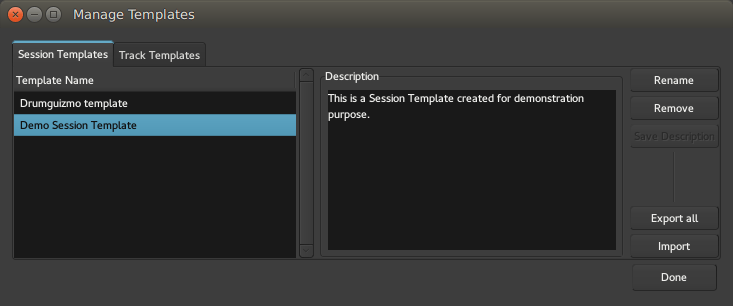 Manage Templates
Session Templates
Track Templates
Template Name
Drumguizmo template
Demo Session Template
Description
This is a Session Template created for demonstration
purpose.
Rename
Remove
Save Description
Export all
Import
Done